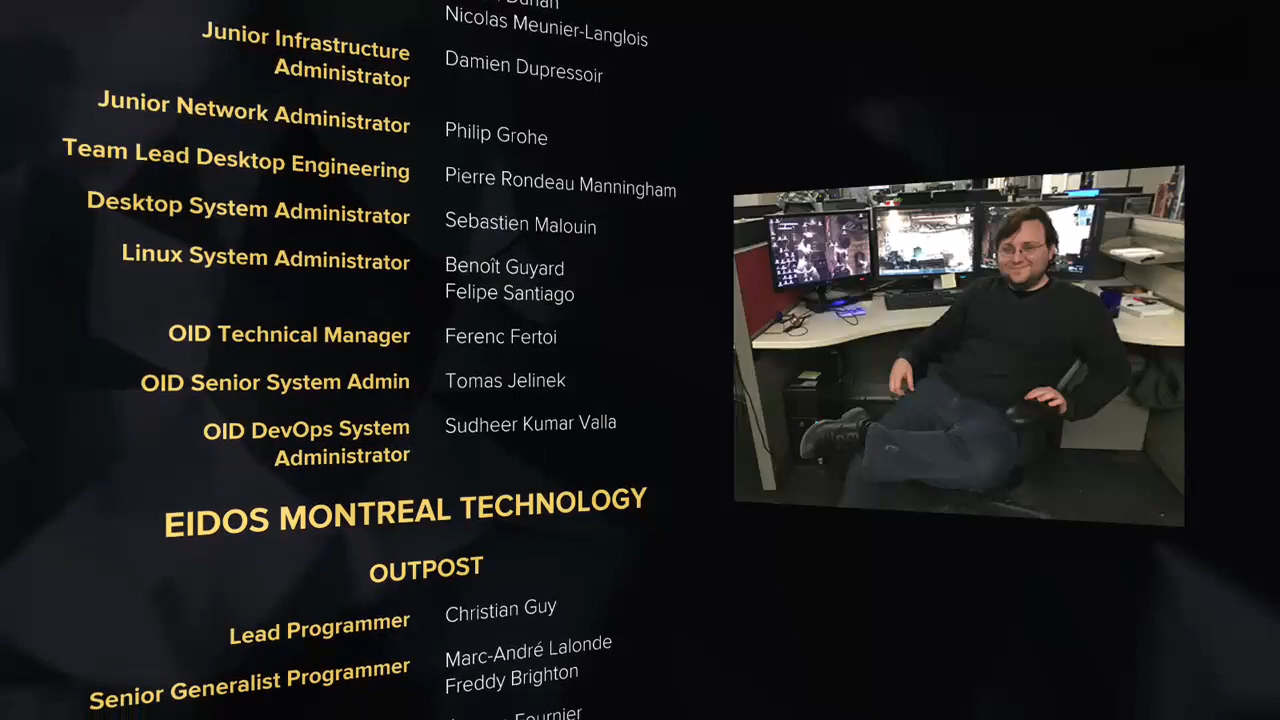 Nicolas Meunier-Langlois
Junior Infrastructure
Administrator
Damien Dupressoir
Junior Network Administrator
Philip Grohe
Team Lead Desktop Engineering
Pierre Rondeau Manningham
Desktop System Administrator
Sebastien Malouin
Linux System Administrator
Benoît Guyard
Felipe Santiago
OID Technical Manager
Ferenc Fertoi
OID Senior System Admin
Tomas Jelinek
OID DevOps System
Administrator
Sudheer Kumar Valla
EIDOS MONTREAL TECHNOLOGY
OUTPOST
Lead Programmer
Christian Guy
Senior Generalist Programmer
Marc-André Lalonde
Freddy Brighton
Fournier